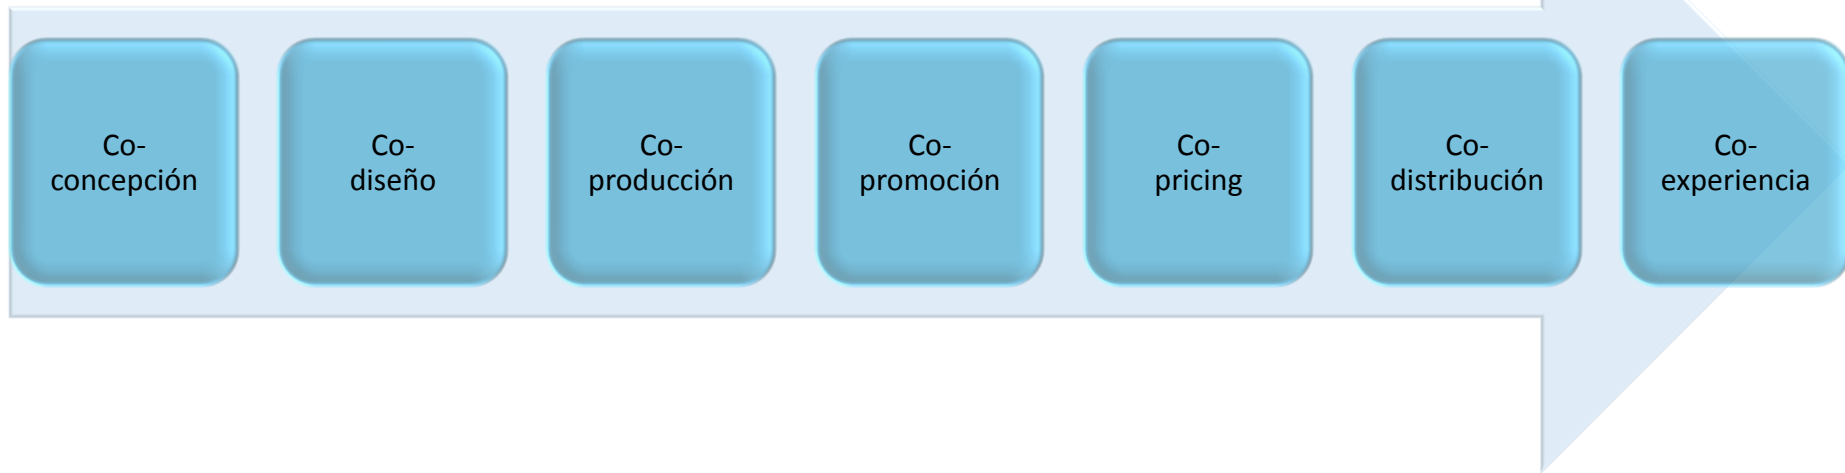 Co-
concepción
Co-
diseño
Co-
producción
Co-
promoción
Co-
pricing
Co-
distribución
Co-
experiencia